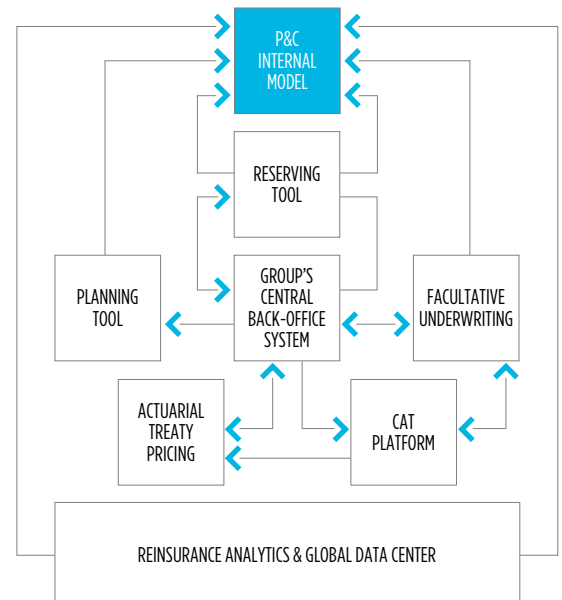 P&C
INTERNAL
MODEL
RESERVING
TOOL
PLANNING
TOOL
GROUP'S
CENTRAL
BACK-OFFICE
SYSTEM
FACULTATIVE
UNDERWRITING
ACTUARIAL
TREATY
PRICING
CAT
PLATFORM
REINSURANCE ANALYTICS & GLOBAL DATA CENTER